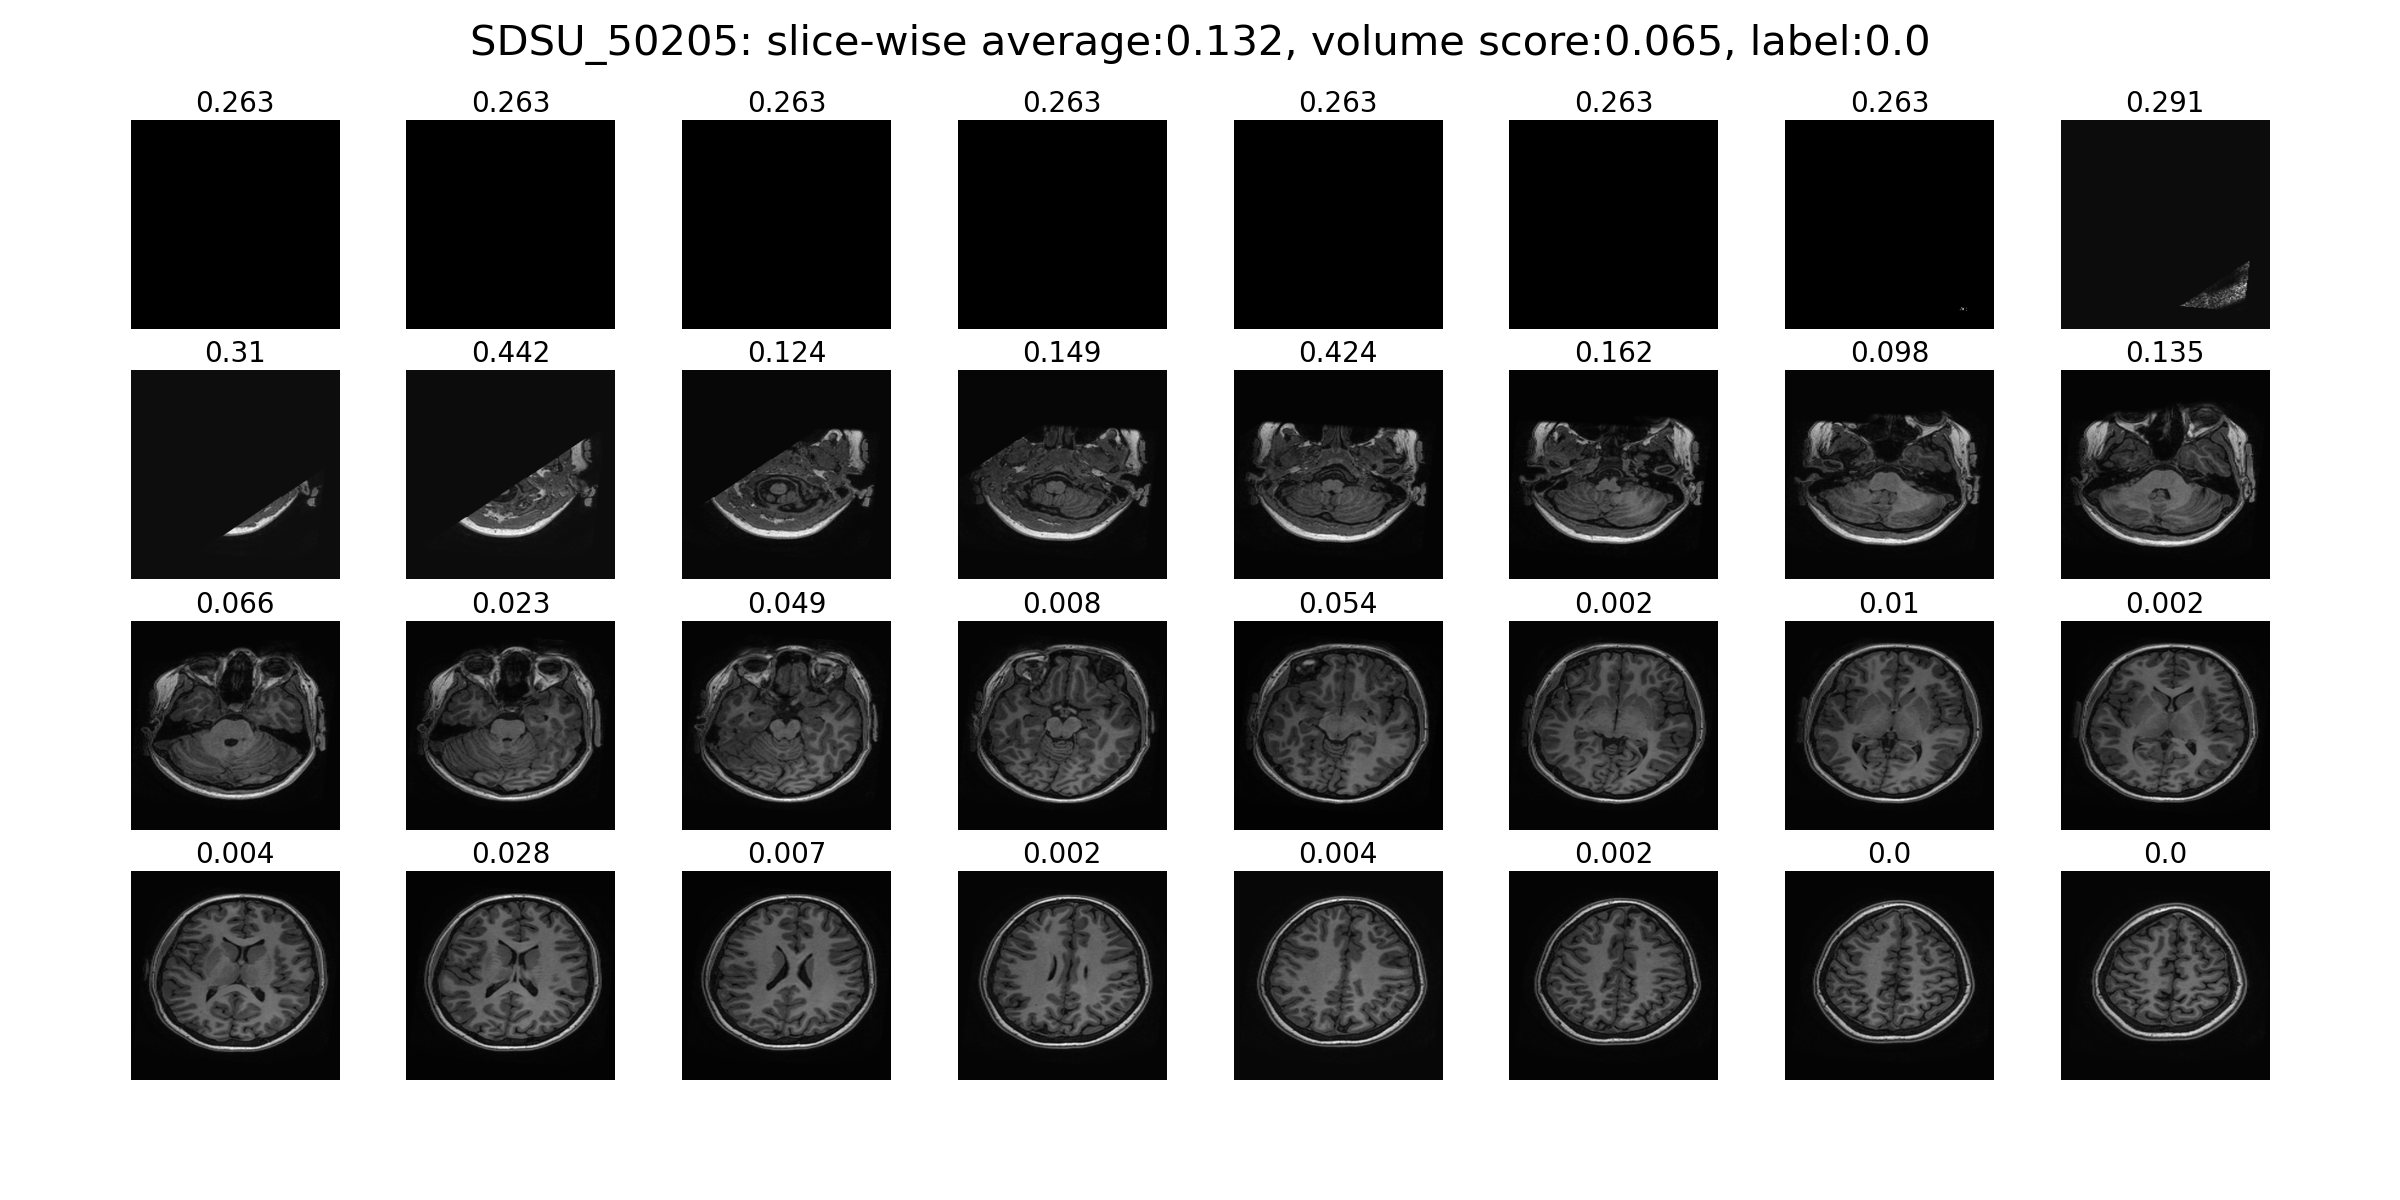 SDSU_50205: slice-wise average:0.132, volume score:0.065, label:0.0
0.263 0.263 0.263 0.263 0.263 0.263 0.263 0.291
0.31 0.442 0.124 0.149 0.424 0.162 0.098 0.135
0.066 0.023 0.049 0.008 0.054 0.002 0.01 0.002
0.004 0.028 0.007 0.002 0.004 0.002 0.0 0.0